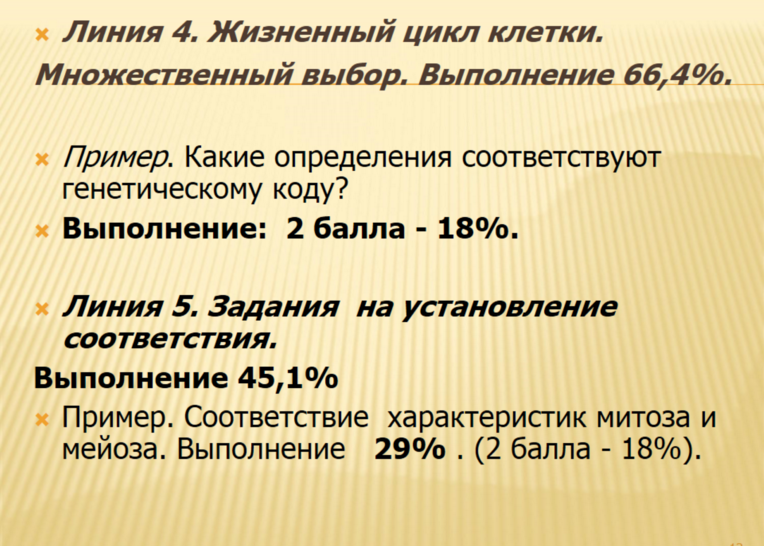 Линия 4. Жизненный цикл клетки.
Множественный выбор. Выполнение 66,4%.
Пример. Какие определения соответствуют
генетическому коду?
Выполнение:  2 балла - 18%.
Линия 5. Задания  на установление
соответствия.
Выполнение 45,1%
Пример. Соответствие  характеристик митоза и
мейоза. Выполнение   29% . (2 балла - 18%).